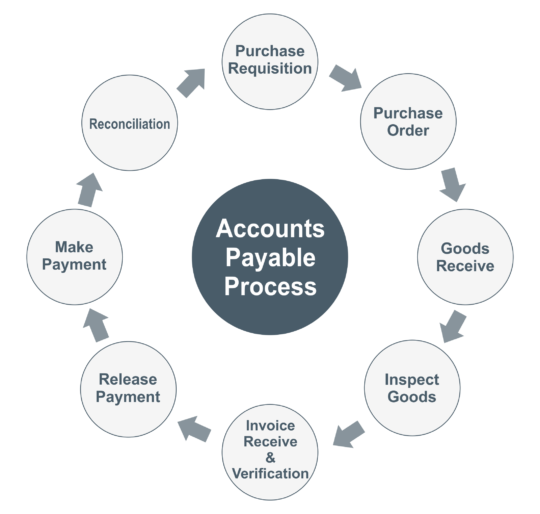 Purchase
Requisition
Purchase
Order
Goods
Receive
Inspect
Goods
Invoice
Receive
&
Verification
Release
Payment
Make
Payment
Reconciliation
Accounts
Payable
Process